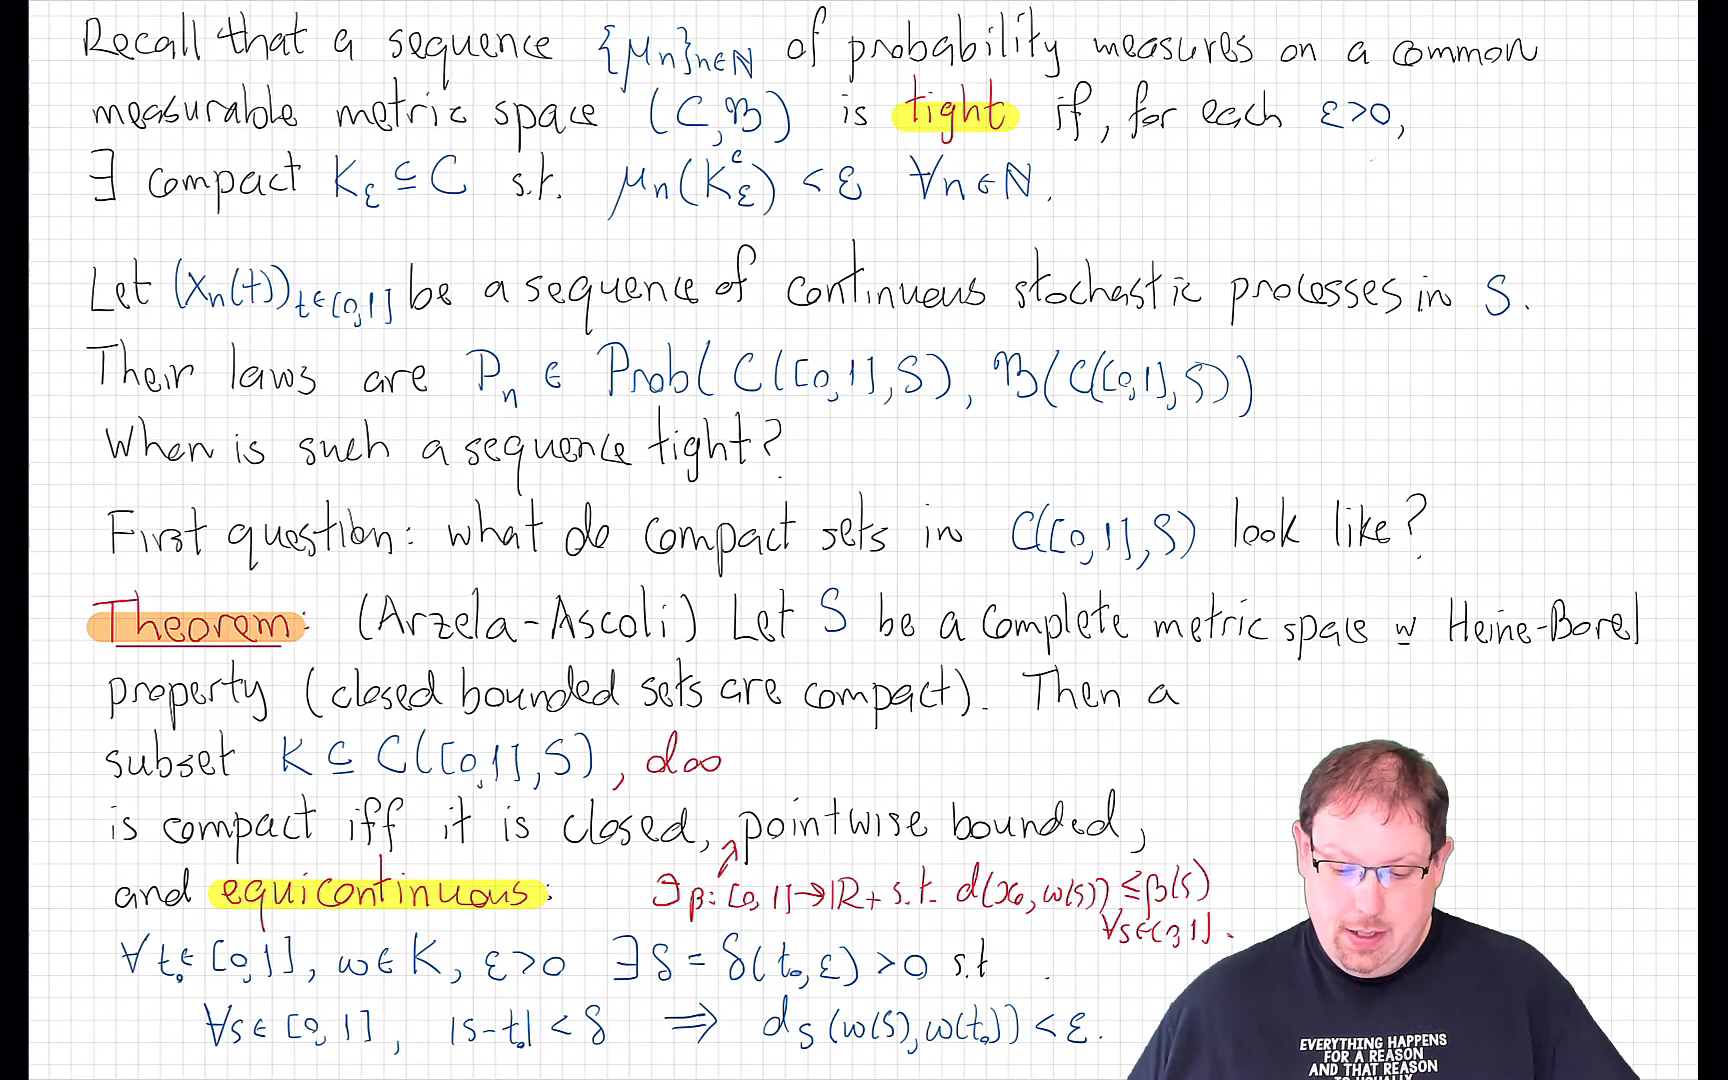 Recall that a sequence {μn}n∈ℕ of probability measures on a common
measurable metric space (C,ℬ) is tight if, for each ε>0,
∃ compact Kε ⊆ C s.t. μn(Kε^c) < ε ∀n∈ℕ.
Let (Xn(t))t∈[0,1] be a sequence of continuous stochastic processes in S.
Their laws are Pn ∈ Prob(C([0,1],S), ℬ(C([0,1],S))
When is such a sequence tight?
First question: what do compact sets in C([0,1],S) look like?
Theorem: (Arzela-Ascoli) Let S be a complete metric space w Heine-Borel
property (closed bounded sets are compact). Then a
subset K ⊆ C([0,1],S), d∞
is compact iff it is closed, pointwise bounded,
and equicontinuous:
∃β:[0,1]→ℝ+ s.t. d(x0,ω(s)) ≤ β(s)
∀s∈[0,1].
∀t0∈[0,1], ω∈K, ε>0 ∃δ=δ(t0,ε)>0 s.t
∀s∈[0,1], |s-t0|<δ ⟹ dS(ω(s),ω(t0))<ε.
EVERYTHING HAPPENS
FOR A REASON
AND THAT REASON